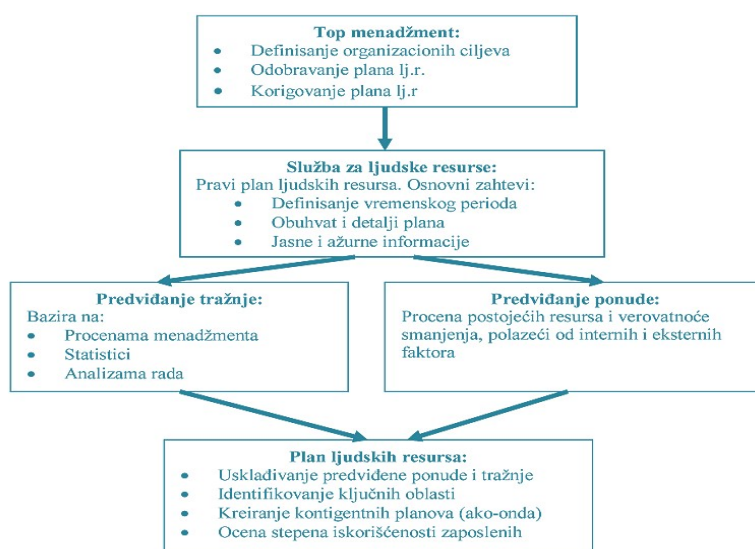 Top menadžment:
• Definisanje organizacionih ciljeva
• Odobravanje plana lj.r.
• Korigovanje plana lj.r
Služba za ljudske resurse:
Pravi plan ljudskih resursa. Osnovni zahtevi:
• Definisanje vremenskog perioda
• Obuhvat i detalji plana
• Jasne i ažurne informacije
Predviđanje tražnje:
Bazira na:
• Procenama menadžmenta
• Statistici
• Analizama rada
Predviđanje ponude:
Procena postojećih resursa i verovatnoće
smanjenja, polazeći od internih i eksternih
faktora
Plan ljudskih resursa:
• Usklađivanje predviđene ponude i tražnje
• Identifikovanje ključnih oblasti
• Kreiranje kontigentnih planova (ako-onda)
• Ocena stepena iskorišćenosti zaposlenih